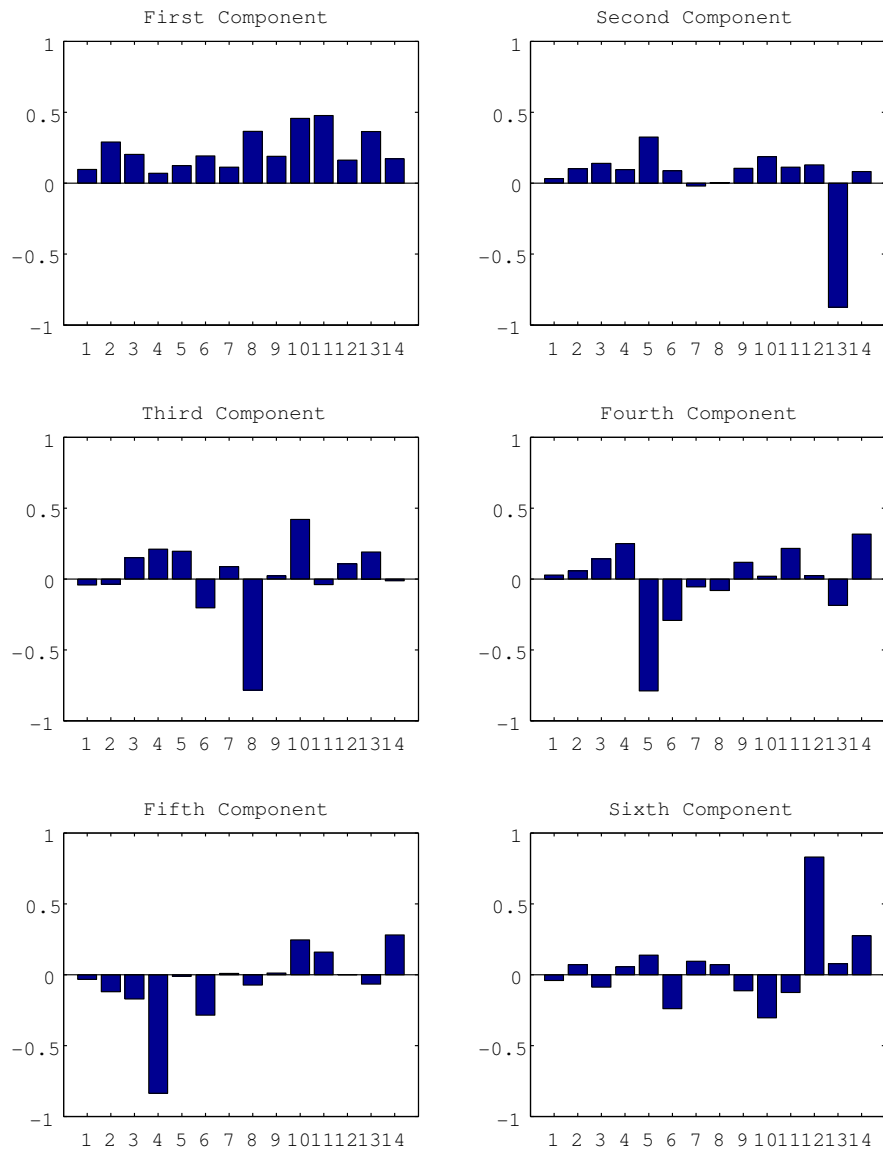 First Component
1
0.5
0
−0.5
−1
1 2 3 4 5 6 7 8 9 1011121314
Second Component
1
0.5
0
−0.5
−1
1 2 3 4 5 6 7 8 9 1011121314
Third Component
1
0.5
0
−0.5
−1
1 2 3 4 5 6 7 8 9 1011121314
Fourth Component
1
0.5
0
−0.5
−1
1 2 3 4 5 6 7 8 9 1011121314
Fifth Component
1
0.5
0
−0.5
−1
1 2 3 4 5 6 7 8 9 1011121314
Sixth Component
1
0.5
0
−0.5
−1
1 2 3 4 5 6 7 8 9 1011121314